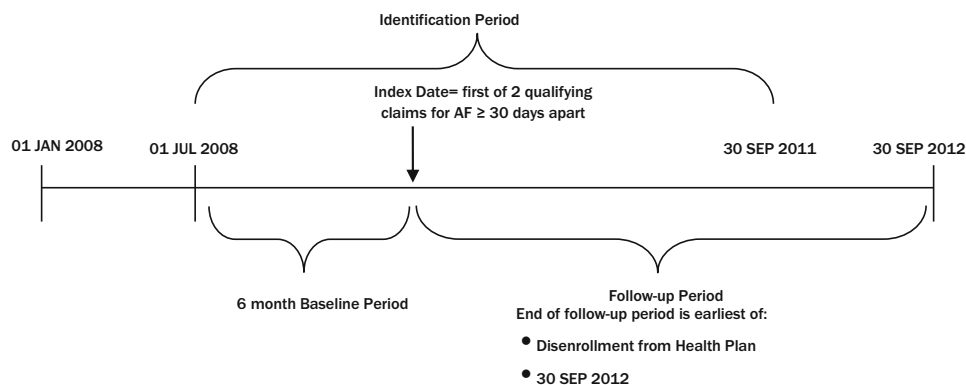 Identification Period
Index Date= first of 2 qualifying
claims for AF ≥ 30 days apart
01 JAN 2008
01 JUL 2008
30 SEP 2011
30 SEP 2012
6 month Baseline Period
Follow-up Period
End of follow-up period is earliest of:
● Disenrollment from Health Plan
● 30 SEP 2012